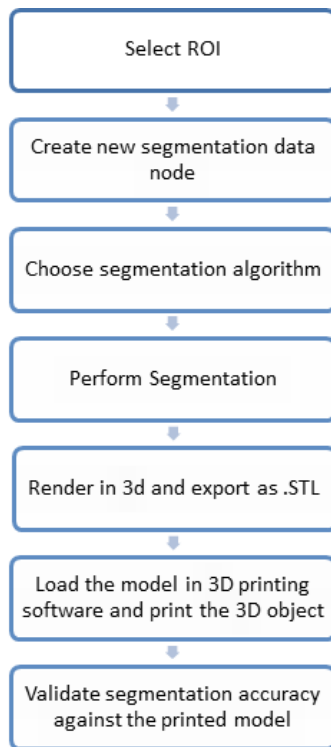 Select ROI
Create new segmentation data
node
Choose segmentation algorithm
Perform Segmentation
Render in 3d and export as .STL
Load the model in 3D printing
software and print the 3D object
Validate segmentation accuracy
against the printed model